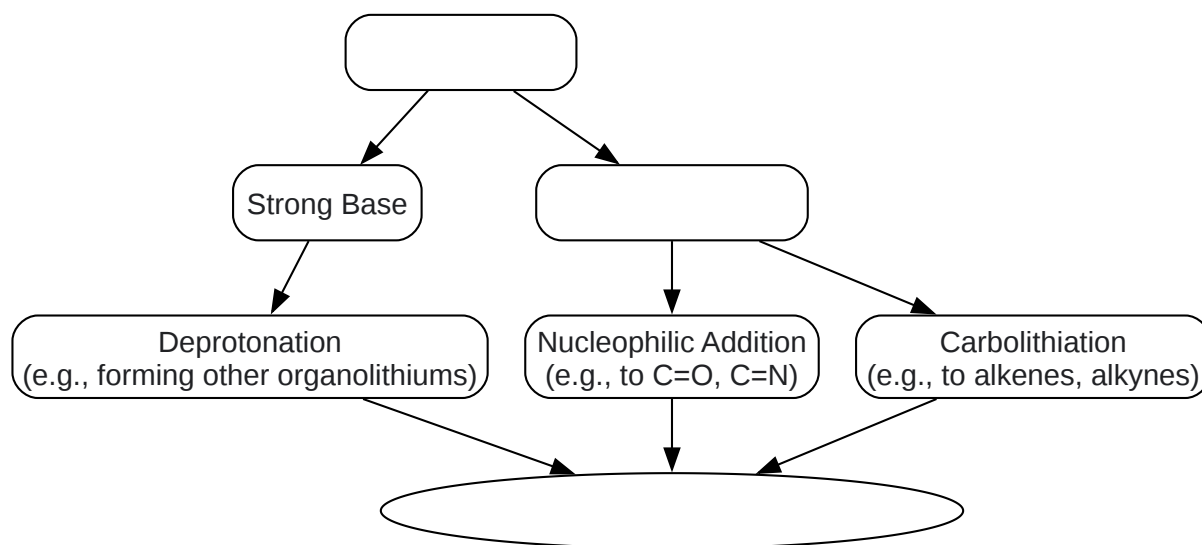 Strong Base
Deprotonation
(e.g., forming other organolithiums)
Nucleophilic Addition
(e.g., to C=O, C=N)
Carbolithiation
(e.g., to alkenes, alkynes)